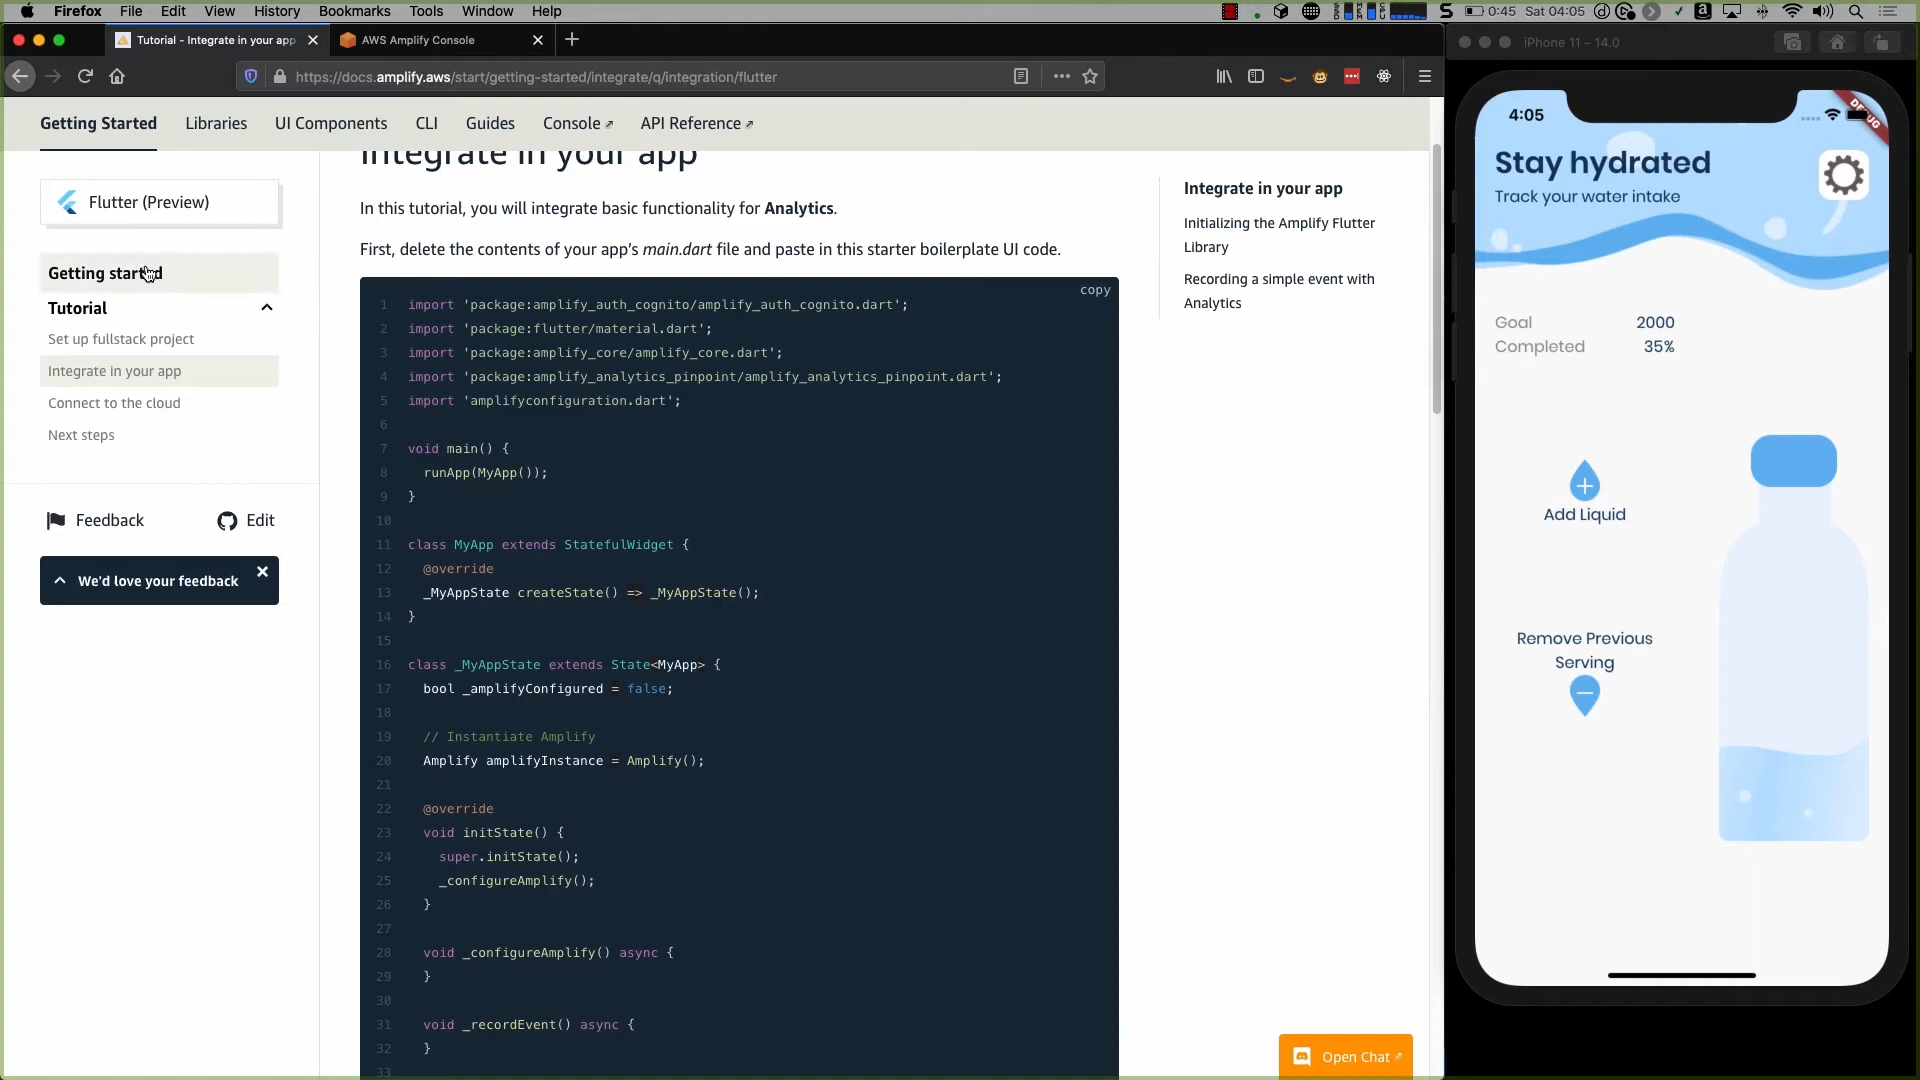 Firefox File Edit View History Bookmarks Tools Window Help
0:45 Sat 04:05
Tutorial - Integrate in your app
AWS Amplify Console
iPhone 11 – 14.0
https://docs.amplify.aws/start/getting-started/integrate/q/integration/flutter
Getting Started Libraries UI Components CLI Guides Console API Reference
Flutter (Preview)
Getting started
Tutorial
Set up fullstack project
Integrate in your app
Connect to the cloud
Next steps
Feedback
Edit
We'd love your feedback
Integrate in your app
In this tutorial, you will integrate basic functionality for Analytics.
First, delete the contents of your app's main.dart file and paste in this starter boilerplate UI code.
copy
1 import 'package:amplify_auth_cognito/amplify_auth_cognito.dart';
2 import 'package:flutter/material.dart';
3 import 'package:amplify_core/amplify_core.dart';
4 import 'package:amplify_analytics_pinpoint/amplify_analytics_pinpoint.dart';
5 import 'amplifyconfiguration.dart';
6
7 void main() {
8 runApp(MyApp());
9 }
10
11 class MyApp extends StatefulWidget {
12 @override
13 _MyAppState createState() => _MyAppState();
14 }
15
16 class _MyAppState extends State<MyApp> {
17 bool _amplifyConfigured = false;
18
19 // Instantiate Amplify
20 Amplify amplifyInstance = Amplify();
21
22 @override
23 void initState() {
24 super.initState();
25 _configureAmplify();
26 }
27
28 void _configureAmplify() async {
29 }
30
31 void _recordEvent() async {
32 }
33
Integrate in your app
Initializing the Amplify Flutter
Library
Recording a simple event with
Analytics
Open Chat
4:05
Stay hydrated
Track your water intake
Goal 2000
Completed 35%
Add Liquid
Remove Previous
Serving